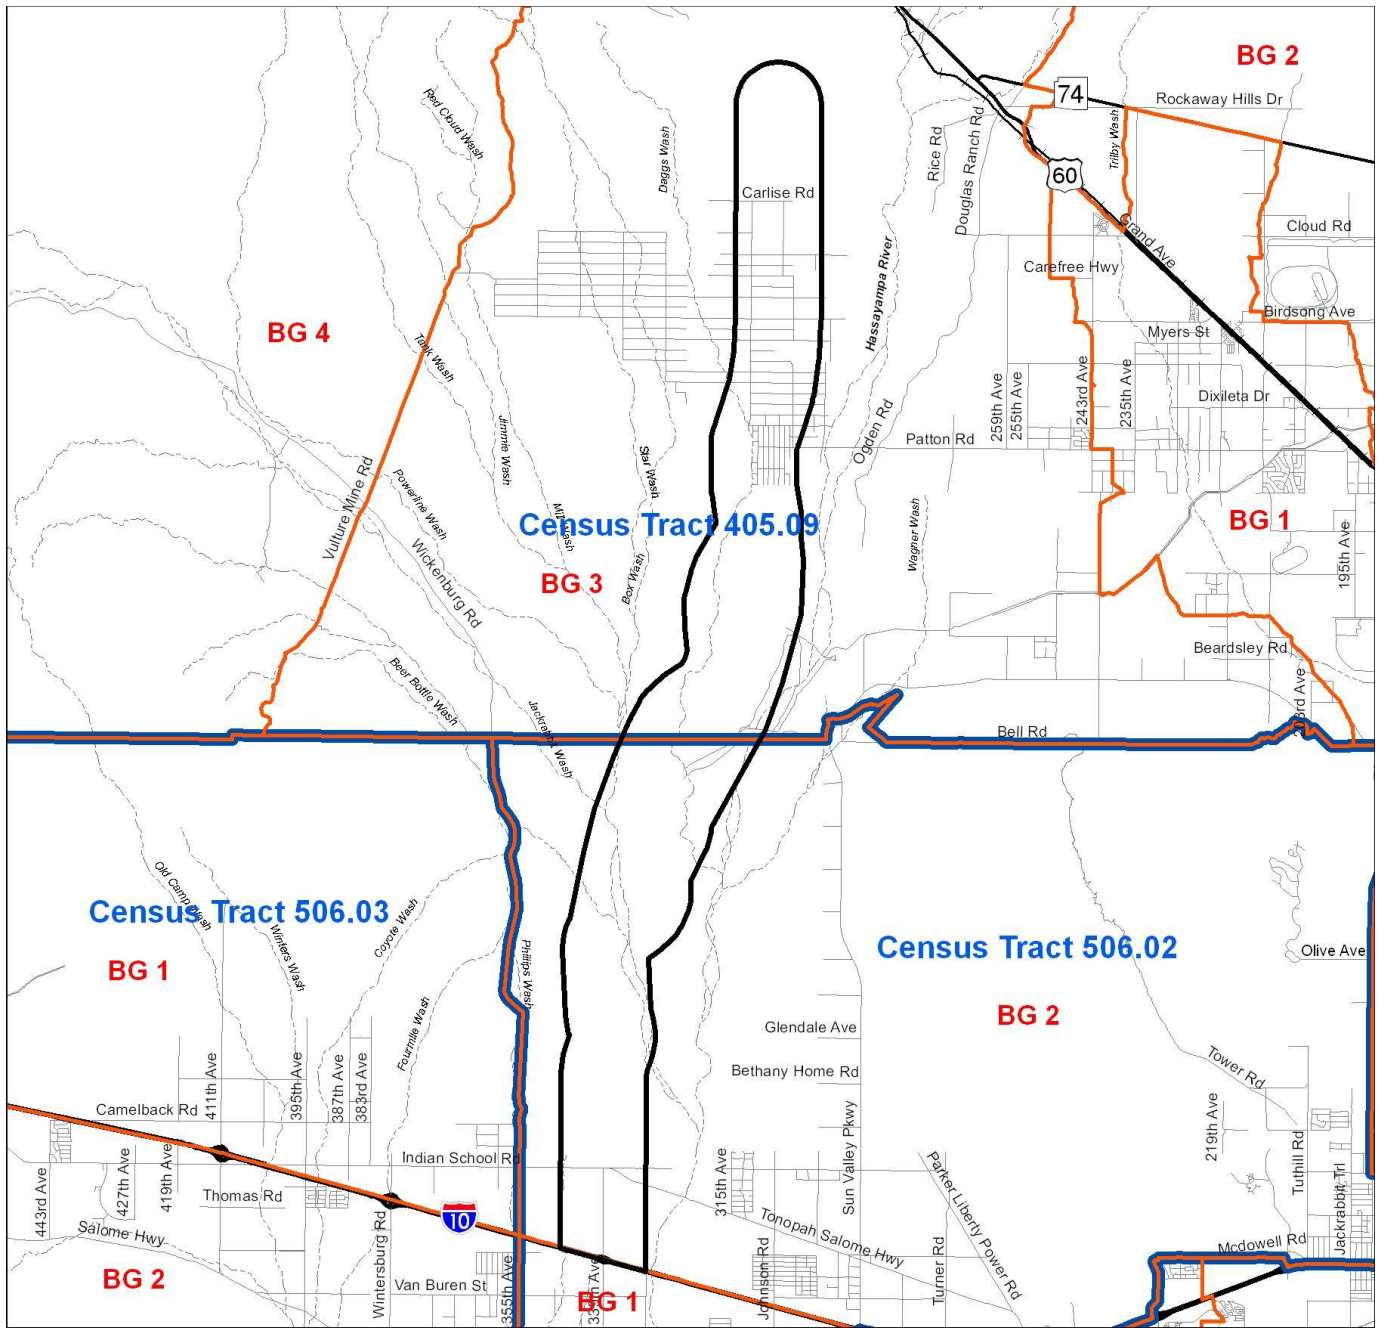 BG 2
74
Rockaway Hills Dr
Red Cloud Wash
Daggs Wash
Trilby Wash
Rice Rd
Douglas Ranch Rd
60
Carlise Rd
Grand Ave
Cloud Rd
Hassayampa River
Carefree Hwy
Birdsong Ave
BG 4
Myers St
Tank Wash
259th Ave
255th Ave
243rd Ave
235th Ave
Dixileta Dr
Jimmie Wash
Ogden Rd
Patton Rd
Star Wash
Vulture Mine Rd
Powerline Wash
Wickenburg Rd
Mill Wash
Census Tract 405.09
Wagner Wash
BG 1
195th Ave
BG 3
Box Wash
Beardsley Rd
Beer Bottle Wash
203rd Ave
Jackrabbit Wash
Bell Rd
Old Camp Wash
Census Tract 506.03
Winters Wash
Coyote Wash
Phillips Wash
Census Tract 506.02
Olive Ave
BG 1
BG 2
Fourmile Wash
Glendale Ave
Bethany Home Rd
Tower Rd
411th Ave
395th Ave
387th Ave
383rd Ave
Camelback Rd
Sun Valley Pkwy
219th Ave
Tuthill Rd
Jackrabbit Trl
443rd Ave
427th Ave
419th Ave
Indian School Rd
315th Ave
Parker Liberty Power Rd
Thomas Rd
10
Wintersburg Rd
Tonopah Salome Hwy
Salome Hwy
Mcdowell Rd
BG 2
Van Buren St
355th Ave
BG 1
339th Ave
Johnson Rd
Turner Rd